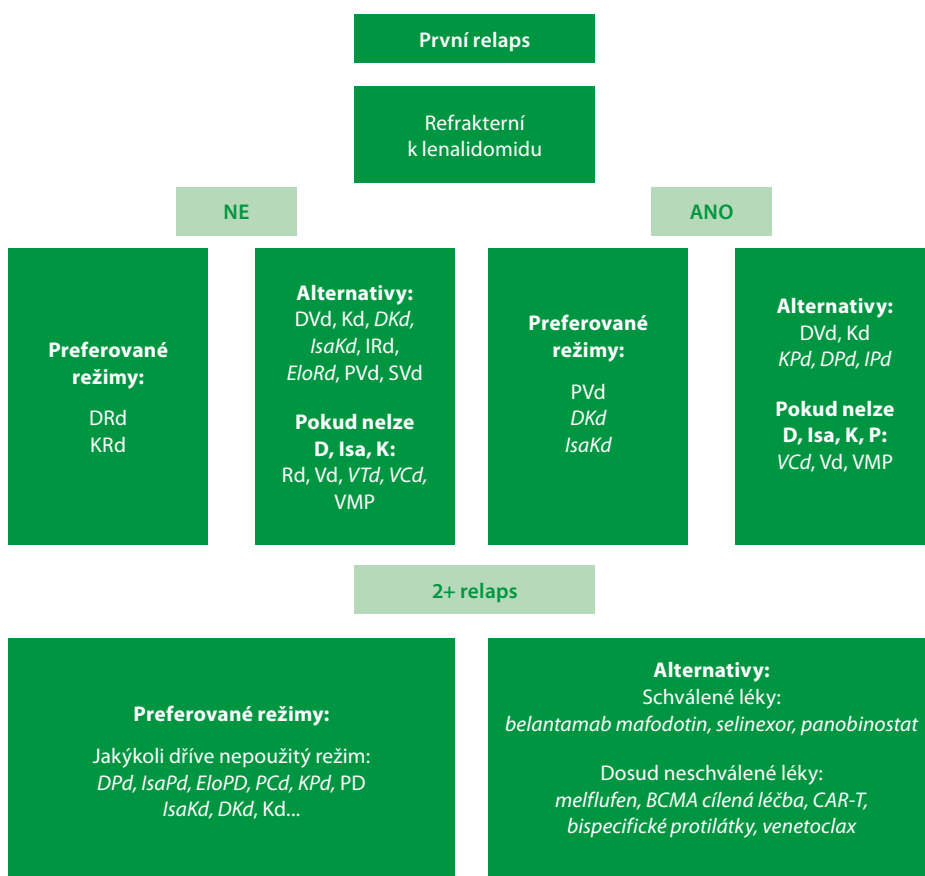 První relaps
Refrakterní
k lenalidomidu
NE
ANO
Preferované
režimy:
DRd
KRd
Alternativy:
DVd, Kd, DKd,
IsaKd, IRd,
EloRd, PVd, SVd
Pokud nelze
D, Isa, K:
Rd, Vd, VTd, VCd,
VMP
Preferované
režimy:
PVd
DKd
IsaKd
Alternativy:
DVd, Kd
KPd, DPd, IPd
Pokud nelze
D, Isa, K, P:
VCd, Vd, VMP
2+ relaps
Preferované režimy:
Jakýkoli dříve nepoužitý režim:
DPd, IsaPd, EloPD, PCd, KPd, PD
IsaKd, DKd, Kd...
Alternativy:
Schválené léky:
belantamab mafodotin, selinexor, panobinostat
Dosud neschválené léky:
melflufen, BCMA cílená léčba, CAR-T,
bispecifické protilátky, venetoclax